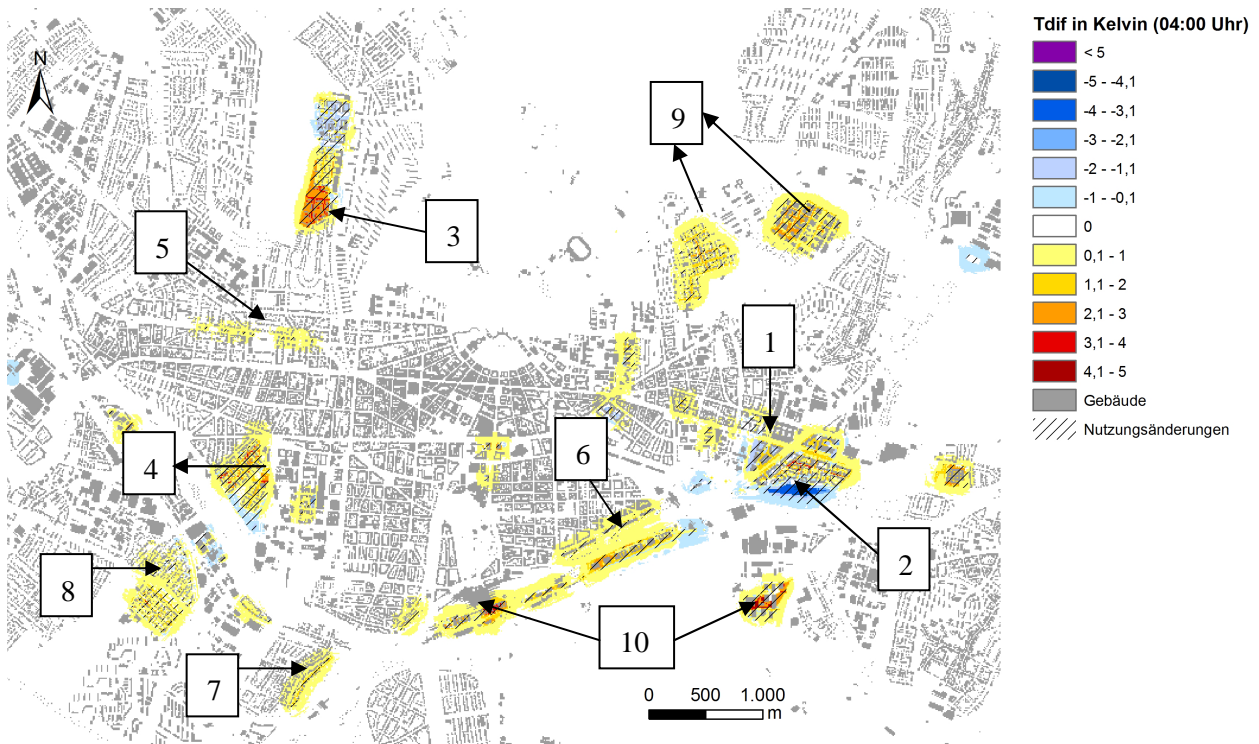 N
9
3
5
1
4
6
2
8
10
7
0 500 1.000
m
Tdif in Kelvin (04:00 Uhr)
< 5
-5 - -4,1
-4 - -3,1
-3 - -2,1
-2 - -1,1
-1 - -0,1
0
0,1 - 1
1,1 - 2
2,1 - 3
3,1 - 4
4,1 - 5
Gebäude
Nutzungsänderungen